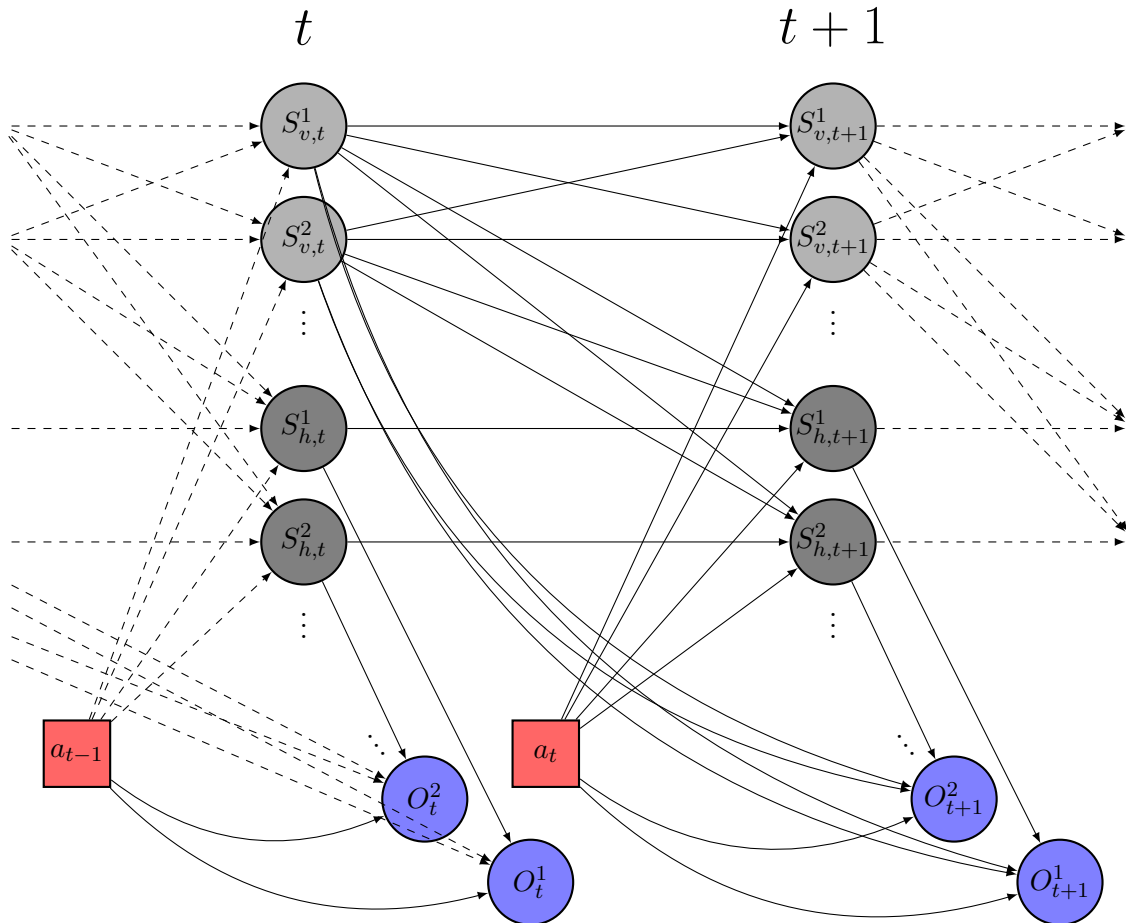 t t + 1
S^1_{v,t} S^1_{v,t+1}
S^2_{v,t} S^2_{v,t+1}
⋮ ⋮
S^1_{h,t} S^1_{h,t+1}
S^2_{h,t} S^2_{h,t+1}
⋮ ⋮
a_{t−1} ⋱ a_t ⋱
O^2_t O^2_{t+1}
O^1_t O^1_{t+1}